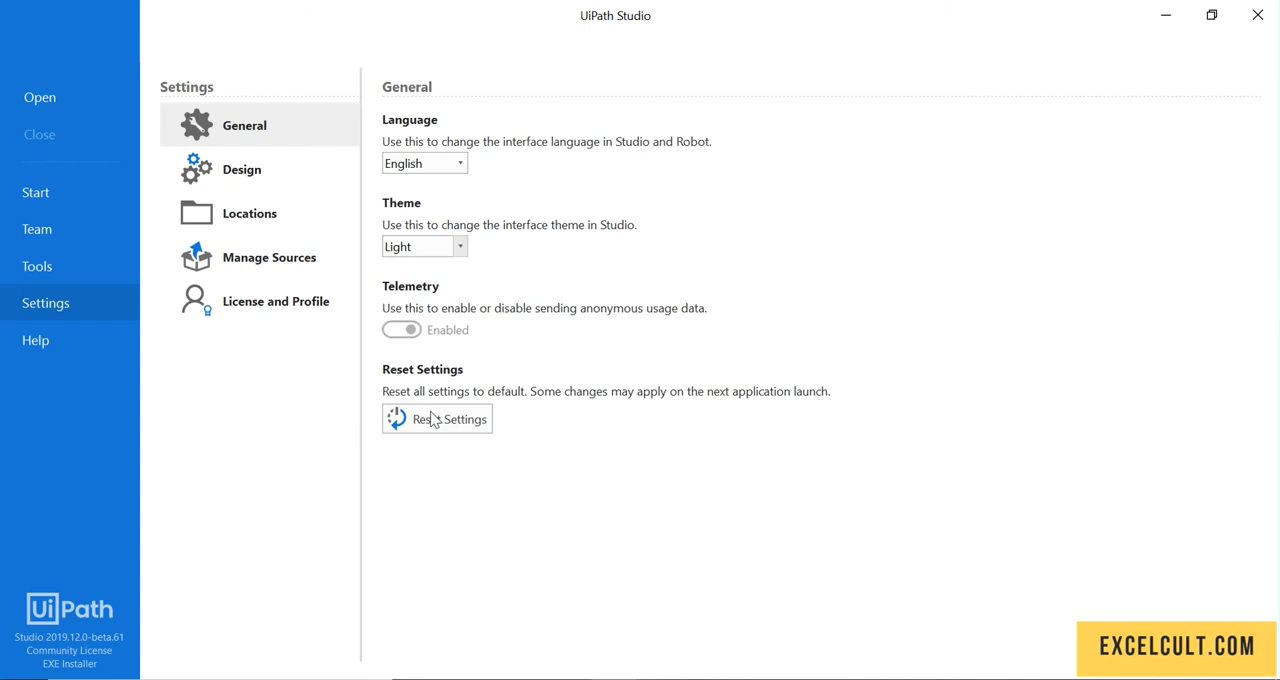 UiPath Studio
Open
Close
Start
Team
Tools
Settings
Help
UiPath
Studio 2019.12.0-beta.61
Community License
EXE Installer
Settings
General
Design
Locations
Manage Sources
License and Profile
General
Language
Use this to change the interface language in Studio and Robot.
English
Theme
Use this to change the interface theme in Studio.
Light
Telemetry
Use this to enable or disable sending anonymous usage data.
Enabled
Reset Settings
Reset all settings to default. Some changes may apply on the next application launch.
Reset Settings
EXCELCULT.COM